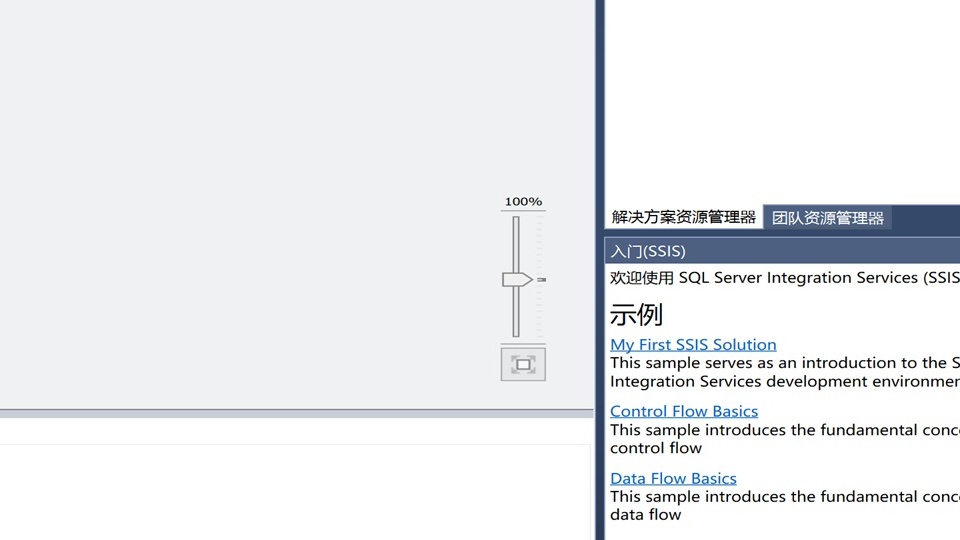 100%
解决方案资源管理器 团队资源管理器
入门(SSIS)
欢迎使用 SQL Server Integration Services (SSIS
示例
My First SSIS Solution
This sample serves as an introduction to the S
Integration Services development environmen
Control Flow Basics
This sample introduces the fundamental conc
control flow
Data Flow Basics
This sample introduces the fundamental conc
data flow